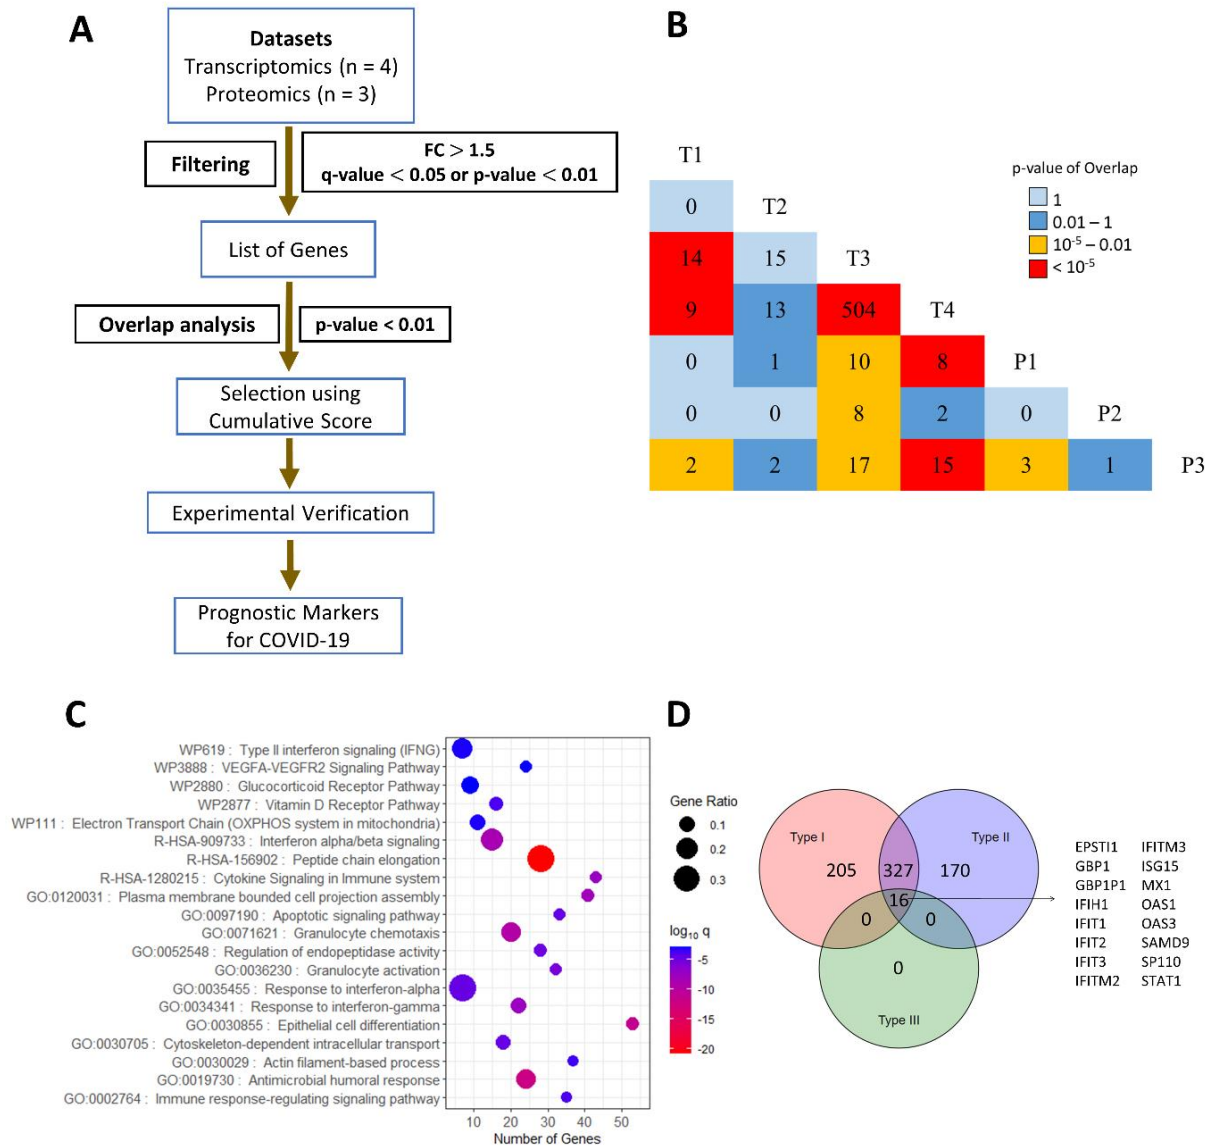 A
Datasets
Transcriptomics (n = 4)
Proteomics (n = 3)
Filtering
FC > 1.5
q-value < 0.05 or p-value < 0.01
List of Genes
Overlap analysis
p-value < 0.01
Selection using
Cumulative Score
Experimental Verification
Prognostic Markers
for COVID-19
B
T1
0 T2
14 15 T3
9 13 504 T4
0 1 10 8 P1
0 0 8 2 0 P2
2 2 17 15 3 1 P3
p-value of Overlap
1
0.01 – 1
10⁻⁵ – 0.01
< 10⁻⁵
C
WP619 : Type II interferon signaling (IFNG)
WP3888 : VEGFA-VEGFR2 Signaling Pathway
WP2880 : Glucocorticoid Receptor Pathway
WP2877 : Vitamin D Receptor Pathway
WP111 : Electron Transport Chain (OXPHOS system in mitochondria)
R-HSA-909733 : Interferon alpha/beta signaling
R-HSA-156902 : Peptide chain elongation
R-HSA-1280215 : Cytokine Signaling in Immune system
GO:0120031 : Plasma membrane bounded cell projection assembly
GO:0097190 : Apoptotic signaling pathway
GO:0071621 : Granulocyte chemotaxis
GO:0052548 : Regulation of endopeptidase activity
GO:0036230 : Granulocyte activation
GO:0035455 : Response to interferon-alpha
GO:0034341 : Response to interferon-gamma
GO:0030855 : Epithelial cell differentiation
GO:0030705 : Cytoskeleton-dependent intracellular transport
GO:0030029 : Actin filament-based process
GO:0019730 : Antimicrobial humoral response
GO:0002764 : Immune response-regulating signaling pathway
10 20 30 40 50
Number of Genes
Gene Ratio
0.1
0.2
0.3
log₁₀ q
-5
-10
-15
-20
D
Type I
Type II
205 327 170
16
0 0
0
Type III
EPSTI1 IFITM3
GBP1 ISG15
GBP1P1 MX1
IFIH1 OAS1
IFIT1 OAS3
IFIT2 SAMD9
IFIT3 SP110
IFITM2 STAT1